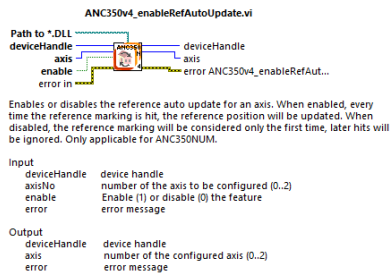 ANC350v4_enableRefAutoUpdate.vi
Path to *.DLL
deviceHandle
deviceHandle
axis
axis
enable
error ANC350v4_enableRefAut...
error in
ANC350
Enables or disables the reference auto update for an axis. When enabled, every
time the reference marking is hit, the reference position will be updated. When
disabled, the reference marking will be considered only the first time, later hits will
be ignored. Only applicable for ANC350NUM.
Input
deviceHandle device handle
axisNo number of the axis to be configured (0..2)
enable Enable (1) or disable (0) the feature
error error message
Output
deviceHandle device handle
axis number of the configured axis (0..2)
error error message